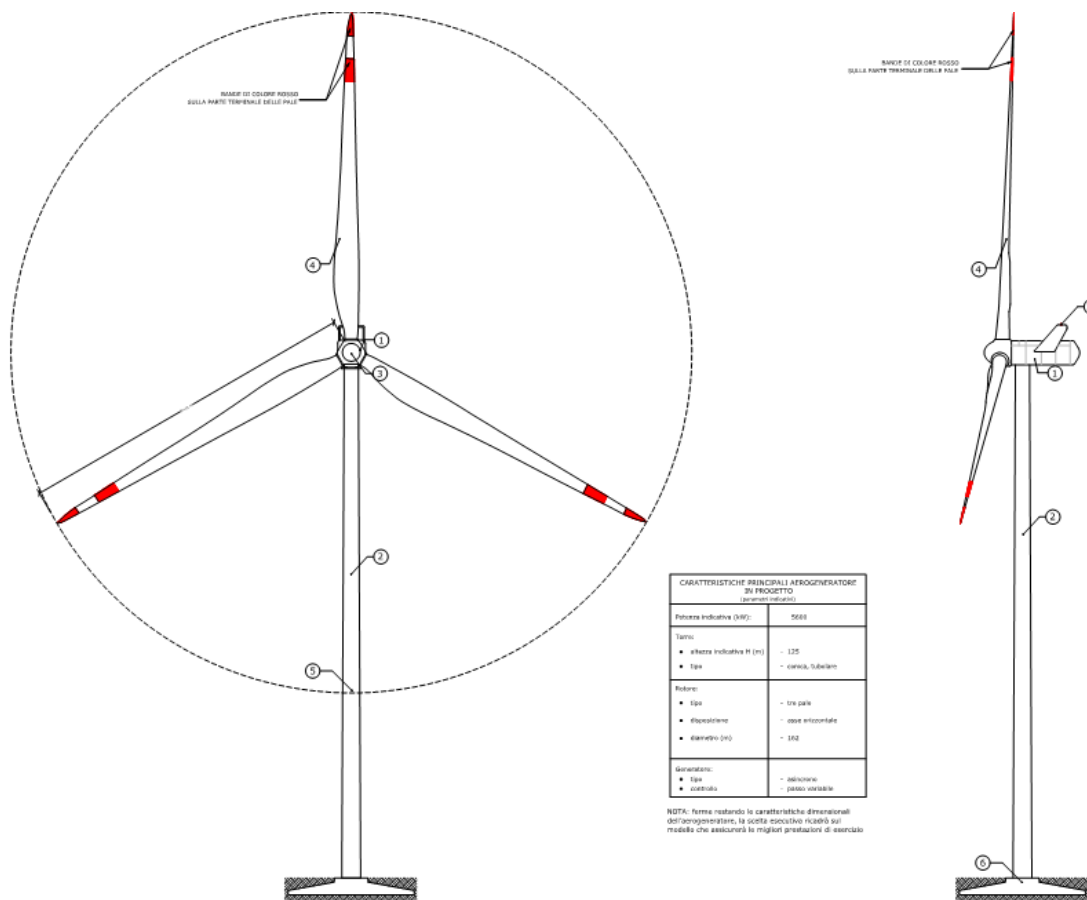 BANDE DI COLORE ROSSO
SULLA PARTE TERMINALE DELLE PALE
BANDE DI COLORE ROSSO
SULLA PARTE TERMINALE DELLE PALE
4
4
1
3
1
2
2
5
6
CARATTERISTICHE PRINCIPALI AEROGENERATORE
IN PROGETTO
(parametri indicativi)
Potenza indicativa (kW): 5600
Torre:
• altezza indicativa H (m) - 125
• tipo - conica, tubolare
Rotore:
• tipo - tre pale
• disposizione - asse orizzontale
• diametro (m) - 162
Generatore:
• tipo - asincrono
• controllo - passo variabile
NOTA: ferme restando le caratteristiche dimensionali
dell'aerogeneratore, la scelta esecutiva ricadrà sul
modello che assicurerà le migliori prestazioni di esercizio